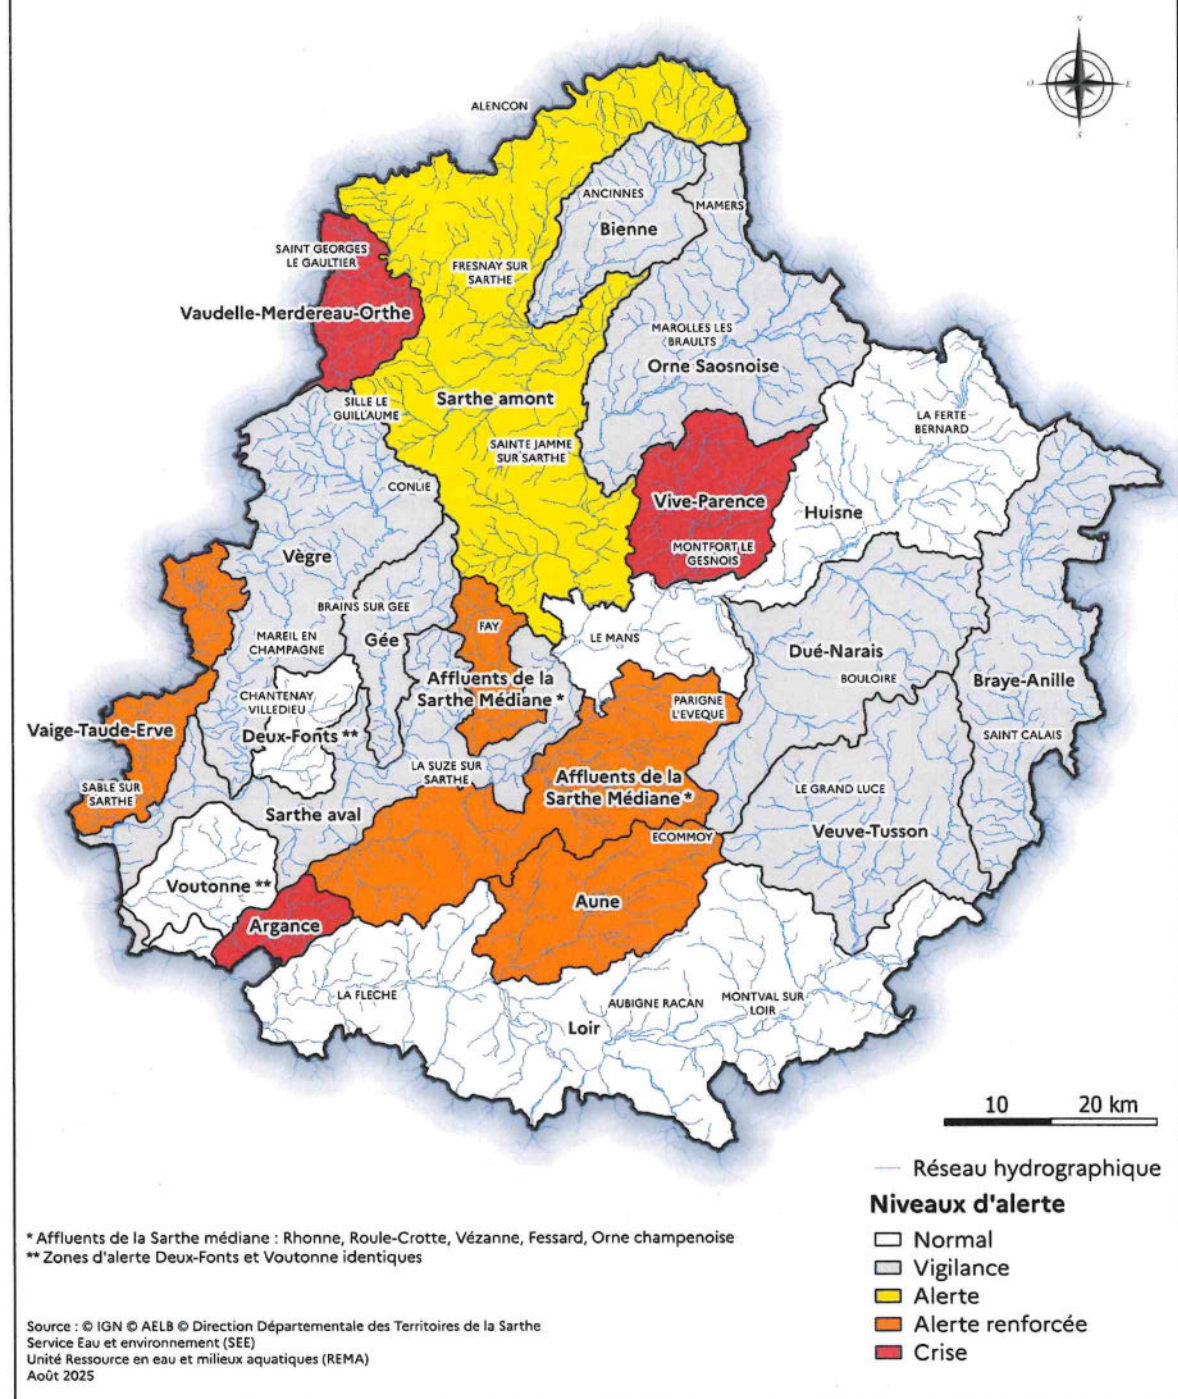 N
O
E
S
ALENCON
ANCINNES
MAMERS
Bienne
SAINT GEORGES
LE GAULTIER
FRESNAY SUR
SARTHE
Vaudelle-Merdereau-Orthe
MAROLLES LES
BRAULTS
Orne Saosnoise
SILLE LE
GUILLAUME
Sarthe amont
LA FERTE
BERNARD
SAINTE JAMME
SUR SARTHE
CONLIE
Vive-Parence
Huisne
MONTFORT LE
GESNOIS
Vègre
BRAINS SUR GEE
FAY
MAREIL EN
CHAMPAGNE
Gée
LE MANS
Dué-Narais
BOULOIRE
Braye-Anille
Affluents de la
Sarthe Médiane *
CHANTENAY
VILLEDIEU
PARIGNE
L'EVEQUE
Vaige-Taude-Erve
Deux-Fonts **
SAINT CALAIS
LA SUZE SUR
SARTHE
SABLE SUR
SARTHE
Affluents de la
Sarthe Médiane *
LE GRAND LUCE
Sarthe aval
ECOMMOY
Veuve-Tusson
Voutonne **
Aune
Argance
LA FLECHE
AUBIGNE RACAN
MONTVAL SUR
LOIR
Loir
10 20 km
Réseau hydrographique
Niveaux d'alerte
Normal
Vigilance
Alerte
Alerte renforcée
Crise
* Affluents de la Sarthe médiane : Rhonne, Roule-Crotte, Vézanne, Fessard, Orne champenoise
** Zones d'alerte Deux-Fonts et Voutonne identiques
Source : © IGN © AELB © Direction Départementale des Territoires de la Sarthe
Service Eau et environnement (SEE)
Unité Ressource en eau et milieux aquatiques (REMA)
Août 2025